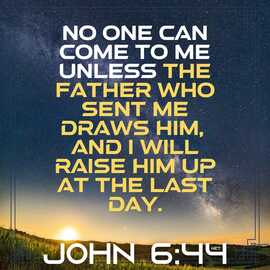 NO ONE CAN
COME TO ME
UNLESS THE
FATHER WHO
SENT ME
DRAWS HIM,
AND I WILL
RAISE HIM UP
AT THE LAST
DAY.
JOHN 6:44
NET